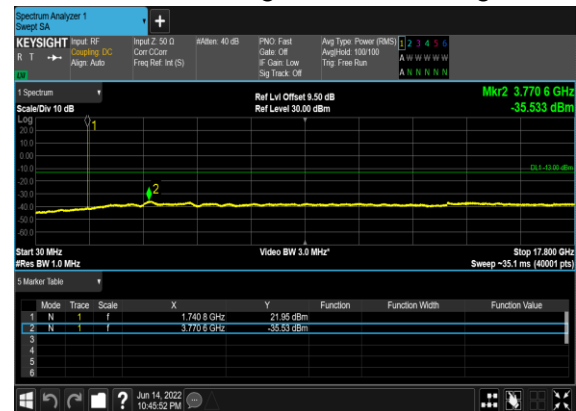 Spectrum Analyzer 1
Swept SA
+
KEYSIGHT
R T
LU
Input: RF
Coupling: DC
Align: Auto
Input Z: 50 Ω
Corr CCorr
Freq Ref: Int (S)
#Atten: 40 dB
PNO: Fast
Gate: Off
IF Gain: Low
Sig Track: Off
Avg Type: Power (RMS)
Avg|Hold: 100/100
Trig: Free Run
1 2 3 4 5 6
A W W W W W
A N N N N N
1 Spectrum
Scale/Div 10 dB
Ref Lvl Offset 9.50 dB
Ref Level 30.00 dBm
Mkr2 3.770 6 GHz
-35.533 dBm
Log
20.0
10.0
0.00
-10.0
-20.0
-30.0
-40.0
-50.0
-60.0
1
2
DL1 -13.00 dBm
Start 30 MHz
#Res BW 1.0 MHz
Video BW 3.0 MHz*
Stop 17.800 GHz
Sweep ~35.1 ms (40001 pts)
5 Marker Table
Mode Trace Scale X Y Function Function Width Function Value
1 N 1 f 1.740 8 GHz 21.95 dBm
2 N 1 f 3.770 6 GHz -35.53 dBm
3
4
5
6
?
Jun 14, 2022
10:45:52 PM